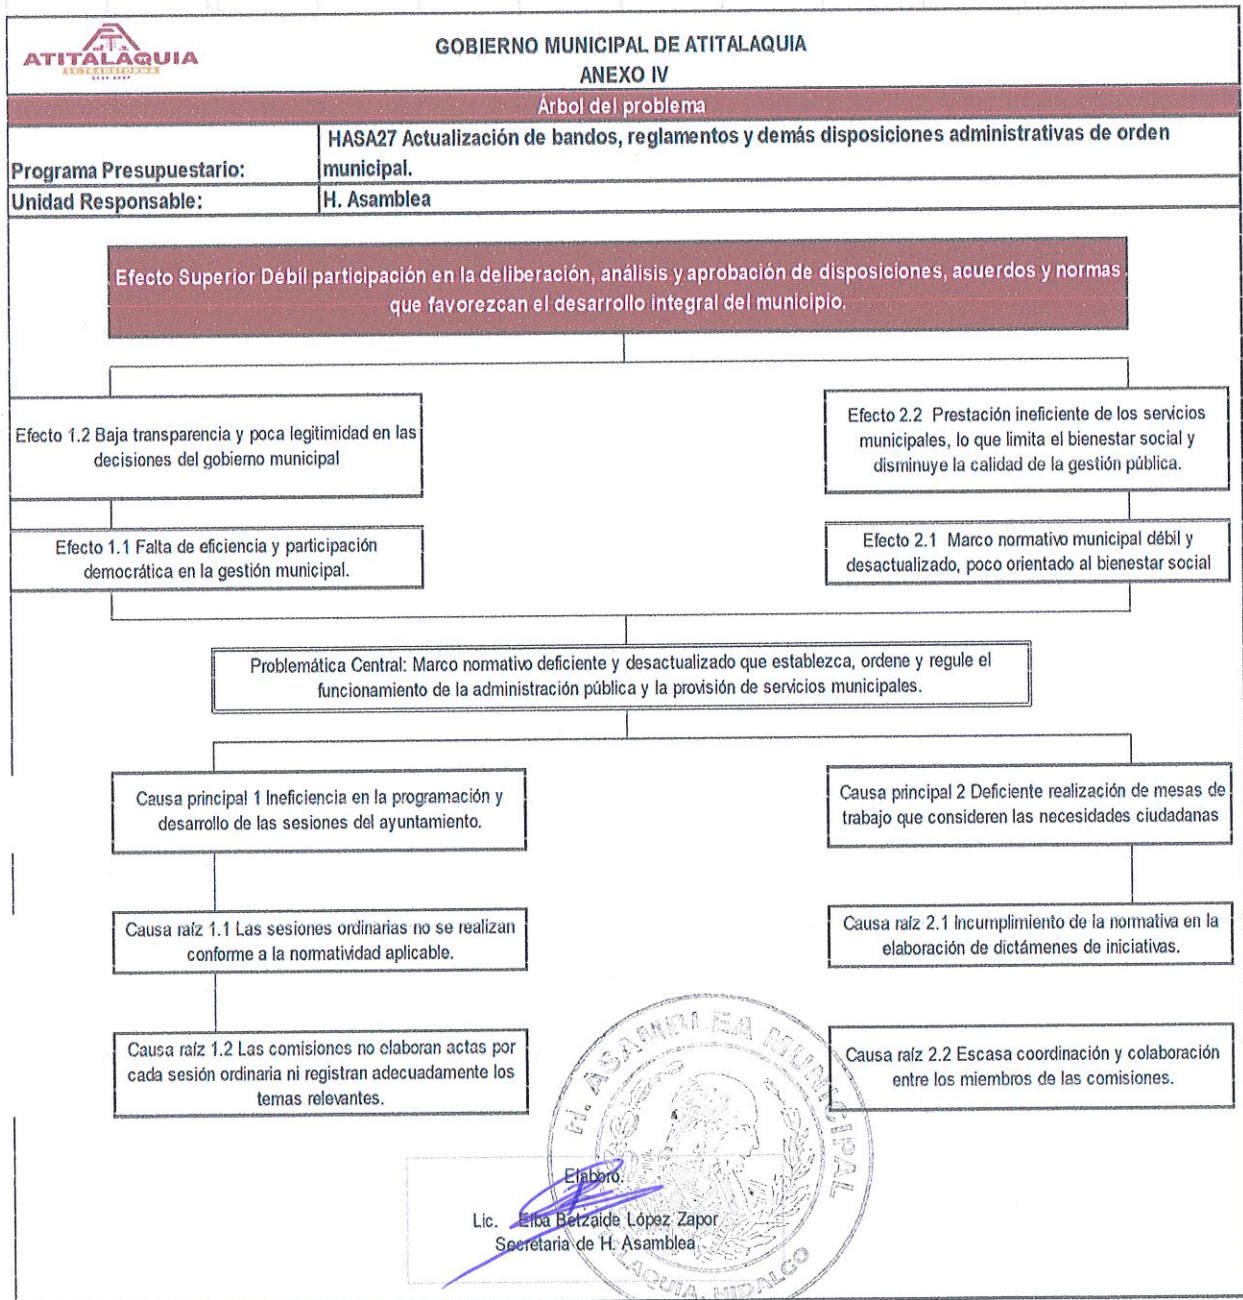 ATITALAQUIA
SE TRANSFORMA
GOBIERNO MUNICIPAL DE ATITALAQUIA
ANEXO IV
Árbol del problema
Programa Presupuestario:
HASA27 Actualización de bandos, reglamentos y demás disposiciones administrativas de orden
municipal.
Unidad Responsable:
H. Asamblea
Efecto Superior Débil participación en la deliberación, análisis y aprobación de disposiciones, acuerdos y normas
que favorezcan el desarrollo integral del municipio.
Efecto 1.2 Baja transparencia y poca legitimidad en las
decisiones del gobierno municipal
Efecto 2.2 Prestación ineficiente de los servicios
municipales, lo que limita el bienestar social y
disminuye la calidad de la gestión pública.
Efecto 1.1 Falta de eficiencia y participación
democrática en la gestión municipal.
Efecto 2.1 Marco normativo municipal débil y
desactualizado, poco orientado al bienestar social
Problemática Central: Marco normativo deficiente y desactualizado que establezca, ordene y regule el
funcionamiento de la administración pública y la provisión de servicios municipales.
Causa principal 1 Ineficiencia en la programación y
desarrollo de las sesiones del ayuntamiento.
Causa principal 2 Deficiente realización de mesas de
trabajo que consideren las necesidades ciudadanas
Causa raíz 1.1 Las sesiones ordinarias no se realizan
conforme a la normatividad aplicable.
Causa raíz 2.1 Incumplimiento de la normativa en la
elaboración de dictámenes de iniciativas.
Causa raíz 1.2 Las comisiones no elaboran actas por
cada sesión ordinaria ni registran adecuadamente los
temas relevantes.
Causa raíz 2.2 Escasa coordinación y colaboración
entre los miembros de las comisiones.
H. ASAMBLEA MUNICIPAL
Elaboró.
Lic. Elba Betzaide López Zapor
Secretaria de H. Asamblea
HIDALGO